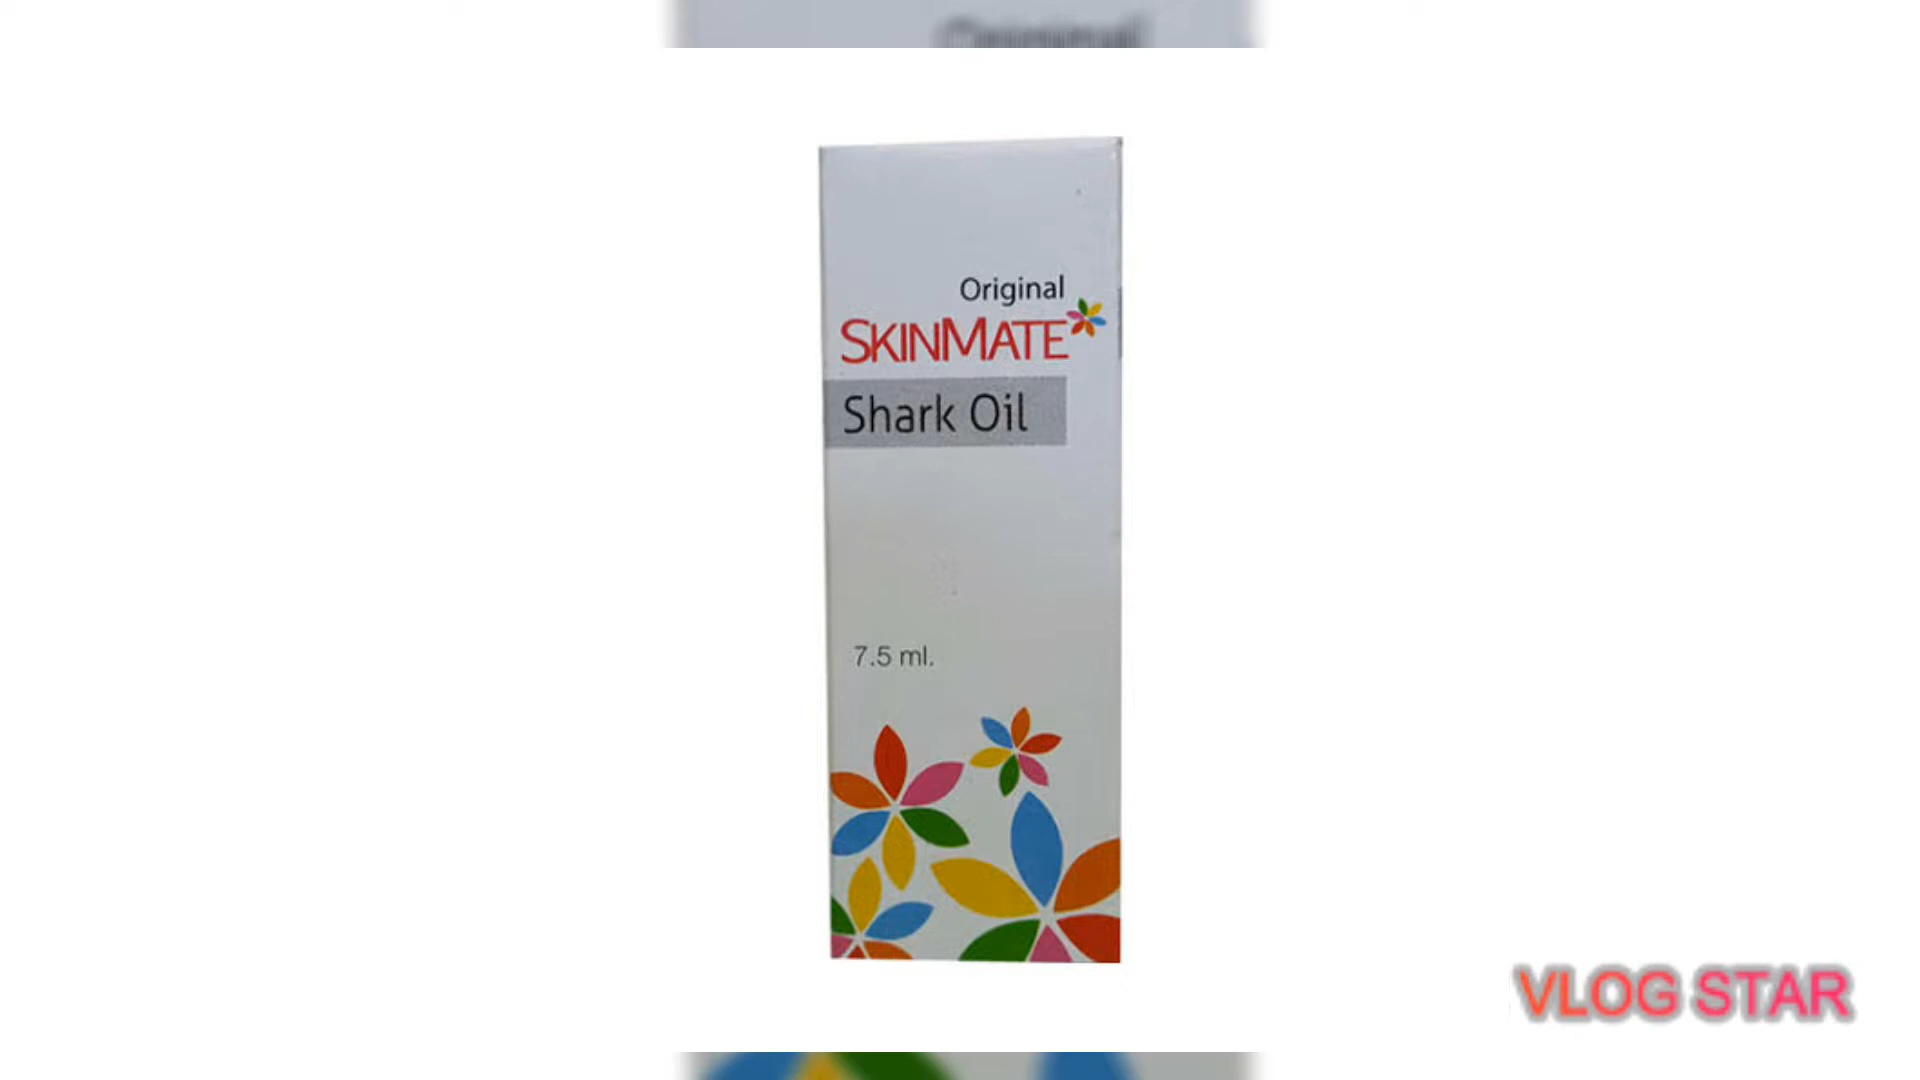 Original
SKINMATE
Shark Oil
7.5 ml.
VLOG STAR